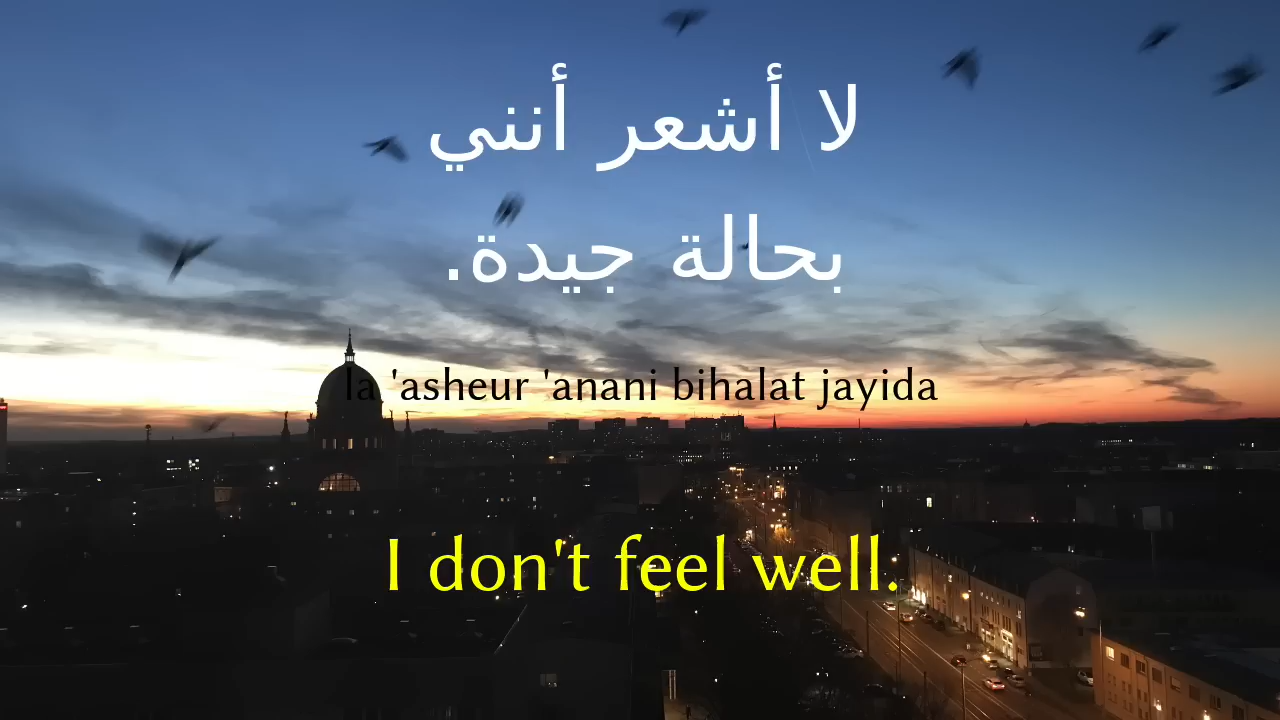 لا أشعر أنني
بحالة جيدة.
la 'asheur 'anani bihalat jayida
I don't feel well.